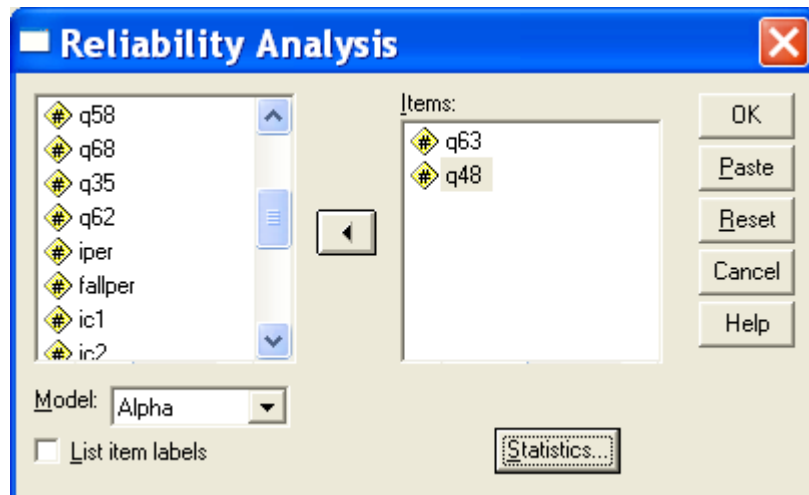 Reliability Analysis
q58
q68
q35
q62
iper
fallper
ic1
ic2
Items:
q63
q48
OK
Paste
Reset
Cancel
Help
Model: Alpha
List item labels
Statistics...